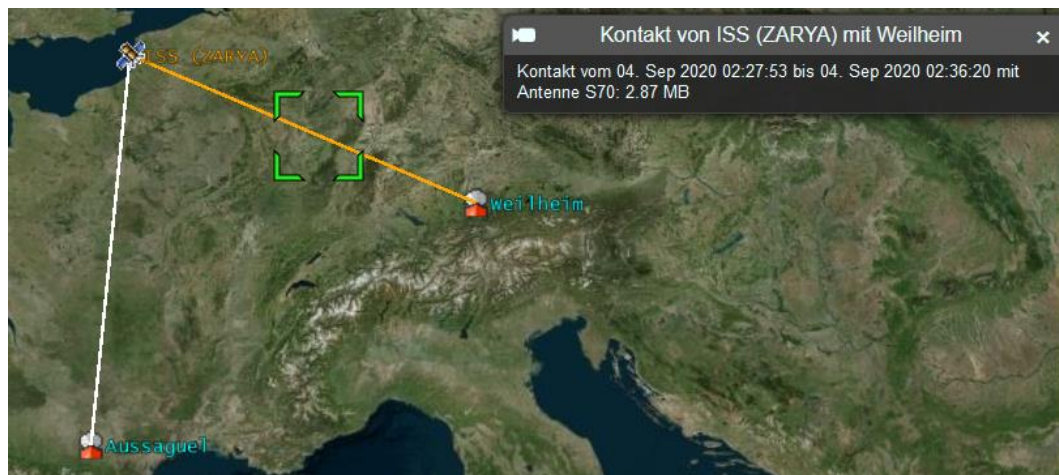 Kontakt von ISS (ZARYA) mit Weilheim
Kontakt vom 04. Sep 2020 02:27:53 bis 04. Sep 2020 02:36:20 mit
Antenne S70: 2.87 MB
ISS (ZARYA)
Weilheim
Aussaguel